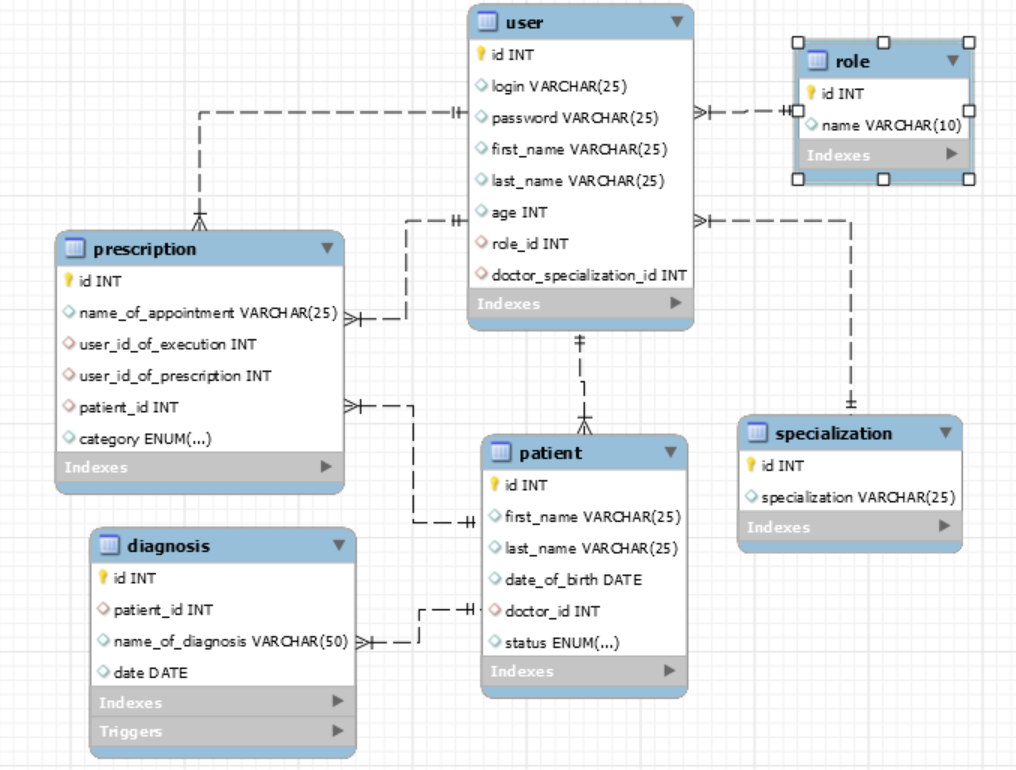 user
id INT
login VARCHAR(25)
password VARCHAR(25)
first_name VARCHAR(25)
last_name VARCHAR(25)
age INT
role_id INT
doctor_specialization_id INT
Indexes
role
id INT
name VARCHAR(10)
Indexes
prescription
id INT
name_of_appointment VARCHAR(25)
user_id_of_execution INT
user_id_of_prescription INT
patient_id INT
category ENUM(...)
Indexes
patient
id INT
first_name VARCHAR(25)
last_name VARCHAR(25)
date_of_birth DATE
doctor_id INT
status ENUM(...)
Indexes
specialization
id INT
specialization VARCHAR(25)
Indexes
diagnosis
id INT
patient_id INT
name_of_diagnosis VARCHAR(50)
date DATE
Indexes
Triggers